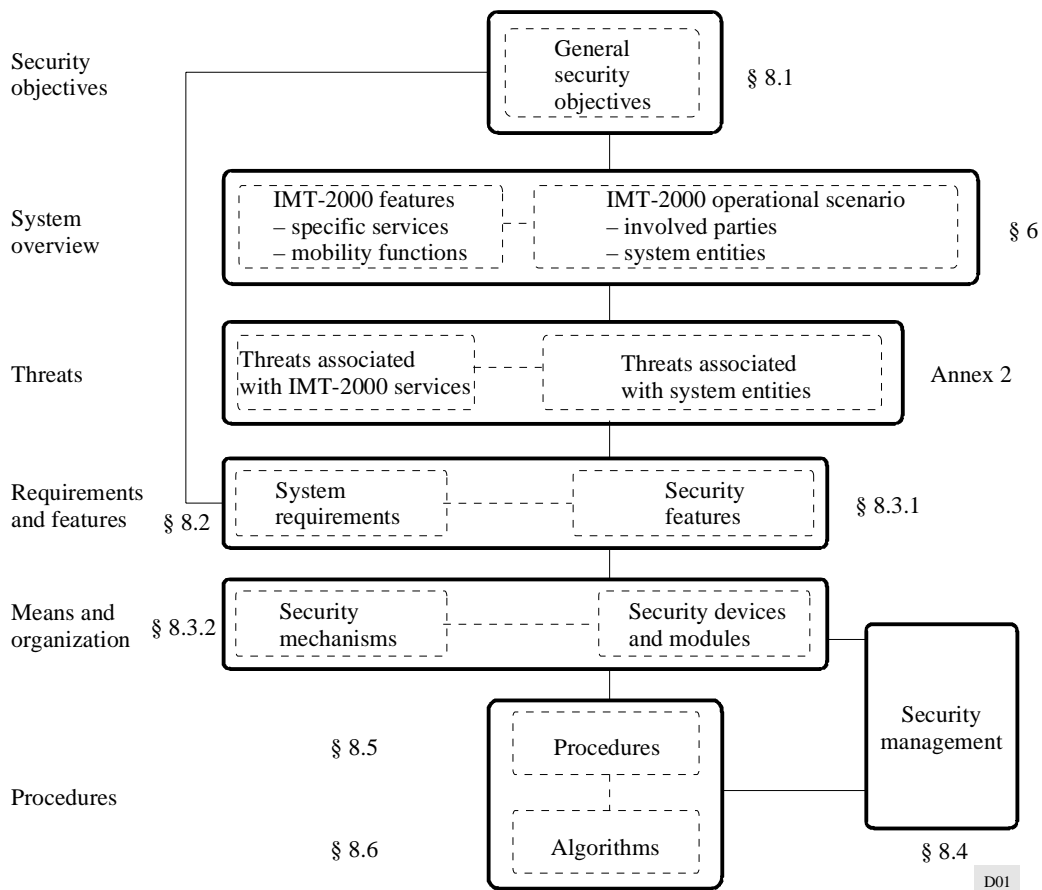 Security
objectives
General
security
objectives
§ 8.1
System
overview
IMT-2000 features
– specific services
– mobility functions
IMT-2000 operational scenario
– involved parties
– system entities
§ 6
Threats
Threats associated
with IMT-2000 services
Threats associated
with system entities
Annex 2
Requirements
and features
§ 8.2
System
requirements
Security
features
§ 8.3.1
Means and
organization
§ 8.3.2
Security
mechanisms
Security devices
and modules
Security
management
§ 8.4
Procedures
§ 8.5
Procedures
§ 8.6
Algorithms
D01